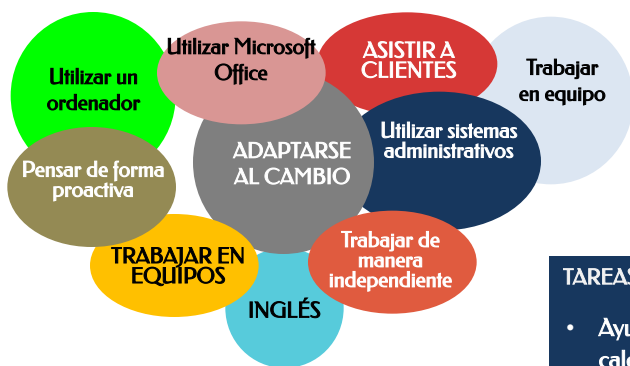 Utilizar un
ordenador
Utilizar Microsoft
Office
ASISTIR A
CLIENTES
Trabajar
en equipo
Pensar de forma
proactiva
ADAPTARSE
AL CAMBIO
Utilizar sistemas
administrativos
TRABAJAR EN
EQUIPOS
INGLÉS
Trabajar de
manera
independiente
TAREAS
•